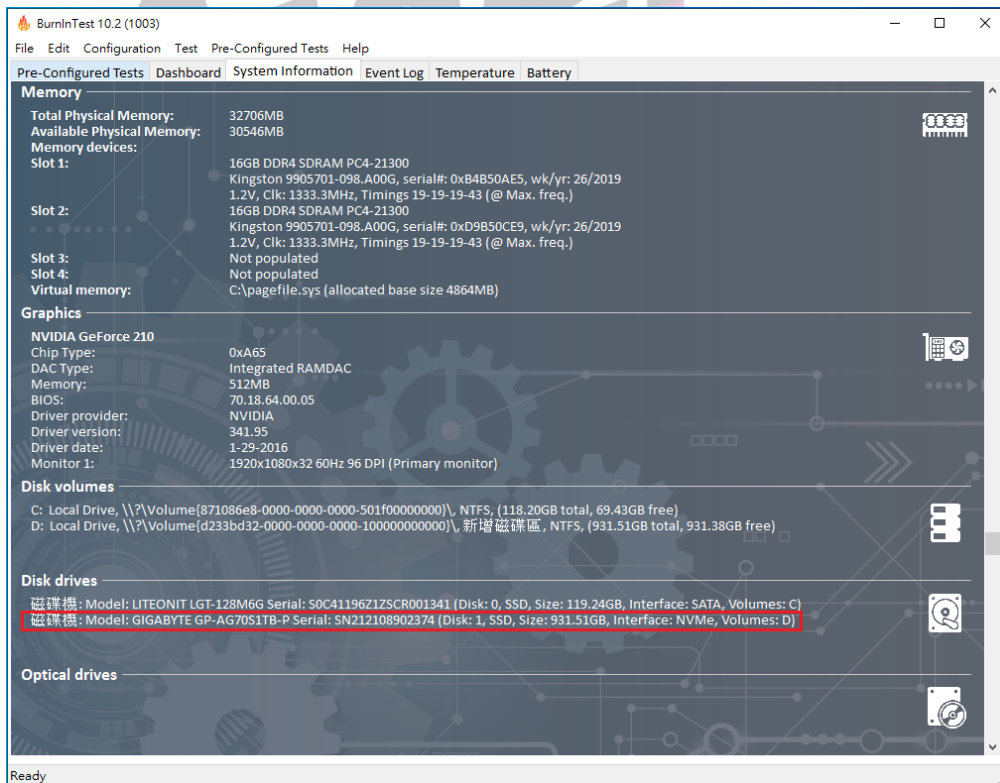 BurnInTest 10.2 (1003)
File Edit Configuration Test Pre-Configured Tests Help
Pre-Configured Tests Dashboard System Information Event Log Temperature Battery
Memory
Total Physical Memory: 32706MB
Available Physical Memory: 30546MB
Memory devices:
Slot 1: 16GB DDR4 SDRAM PC4-21300
Kingston 9905701-098.A00G, serial#: 0xB4B50AE5, wk/yr: 26/2019
1.2V, Clk: 1333.3MHz, Timings 19-19-19-43 (@ Max. freq.)
Slot 2: 16GB DDR4 SDRAM PC4-21300
Kingston 9905701-098.A00G, serial#: 0xD9B50CE9, wk/yr: 26/2019
1.2V, Clk: 1333.3MHz, Timings 19-19-19-43 (@ Max. freq.)
Slot 3: Not populated
Slot 4: Not populated
Virtual memory: C:\pagefile.sys (allocated base size 4864MB)
Graphics
NVIDIA GeForce 210
Chip Type: 0xA65
DAC Type: Integrated RAMDAC
Memory: 512MB
BIOS: 70.18.64.00.05
Driver provider: NVIDIA
Driver version: 341.95
Driver date: 1-29-2016
Monitor 1: 1920x1080x32 60Hz 96 DPI (Primary monitor)
Disk volumes
C: Local Drive, \\?\Volume{871086e8-0000-0000-0000-501f00000000}\, NTFS, (118.20GB total, 69.43GB free)
D: Local Drive, \\?\Volume{d233bd32-0000-0000-0000-100000000000}\, 新增磁碟區, NTFS, (931.51GB total, 931.38GB free)
Disk drives
磁碟機: Model: LITEONIT LGT-128M6G Serial: S0C41196Z1ZSCR001341 (Disk: 0, SSD, Size: 119.24GB, Interface: SATA, Volumes: C)
磁碟機: Model: GIGABYTE GP-AG70S1TB-P Serial: SN212108902374 (Disk: 1, SSD, Size: 931.51GB, Interface: NVMe, Volumes: D)
Optical drives
Ready